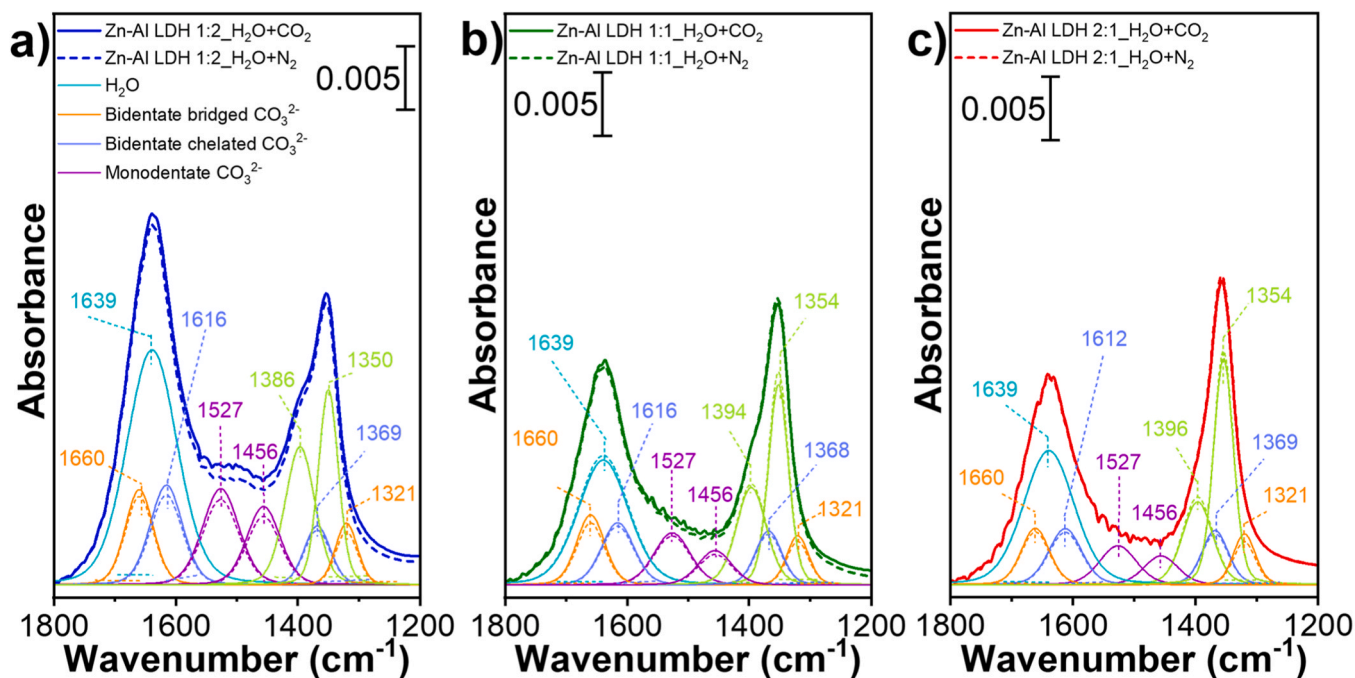 a)
Zn-Al LDH 1:2_H₂O+CO₂
Zn-Al LDH 1:2_H₂O+N₂
H₂O
Bidentate bridged CO₃²⁻
Bidentate chelated CO₃²⁻
Monodentate CO₃²⁻
0.005
1639
1616
1660
1527
1456
1386
1350
1369
1321
Absorbance
1800 1600 1400 1200
Wavenumber (cm⁻¹)
b)
Zn-Al LDH 1:1_H₂O+CO₂
Zn-Al LDH 1:1_H₂O+N₂
0.005
1639
1616
1660
1527
1456
1394
1354
1368
1321
Absorbance
1800 1600 1400 1200
Wavenumber (cm⁻¹)
c)
Zn-Al LDH 2:1_H₂O+CO₂
Zn-Al LDH 2:1_H₂O+N₂
0.005
1639
1612
1660
1527
1456
1396
1354
1369
1321
Absorbance
1800 1600 1400 1200
Wavenumber (cm⁻¹)